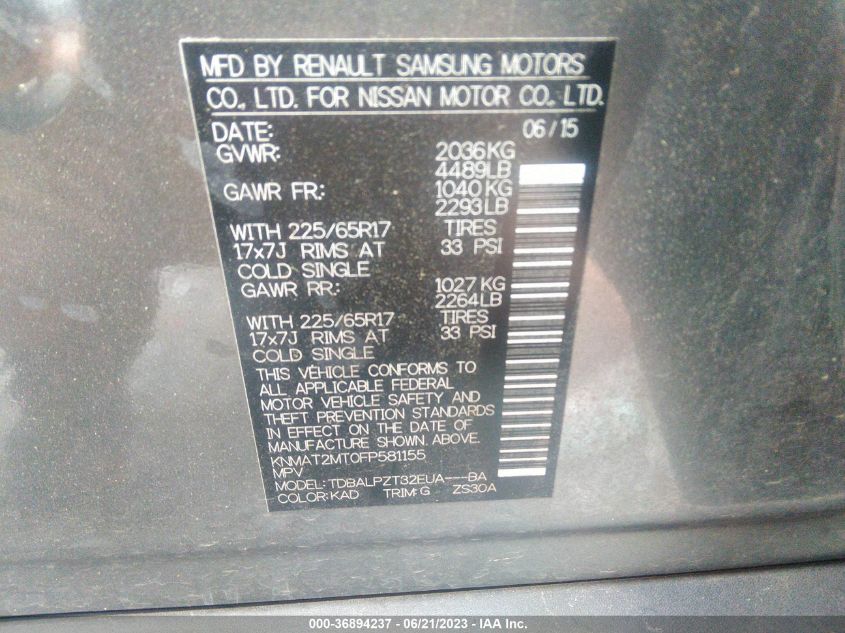 MFD BY RENAULT SAMSUNG MOTORS
CO., LTD. FOR NISSAN MOTOR CO., LTD.
DATE: 06/15
GVWR: 2036KG
4489LB
GAWR FR: 1040KG
2293LB
WITH 225/65R17 TIRES
17x7J RIMS AT 33 PSI
COLD SINGLE
GAWR RR: 1027 KG
2264LB
WITH 225/65R17 TIRES
17x7J RIMS AT 33 PSI
COLD SINGLE
THIS VEHICLE CONFORMS TO
ALL APPLICABLE FEDERAL
MOTOR VEHICLE SAFETY AND
THEFT PREVENTION STANDARDS
IN EFFECT ON THE DATE OF
MANUFACTURE SHOWN. ABOVE.
KNMAT2MT0FP581155
MPV
MODEL: TDBALPZT32EUA---BA
COLOR: KAD TRIM: G ZS30A
000-36894237 - 06/21/2023 - IAA Inc.